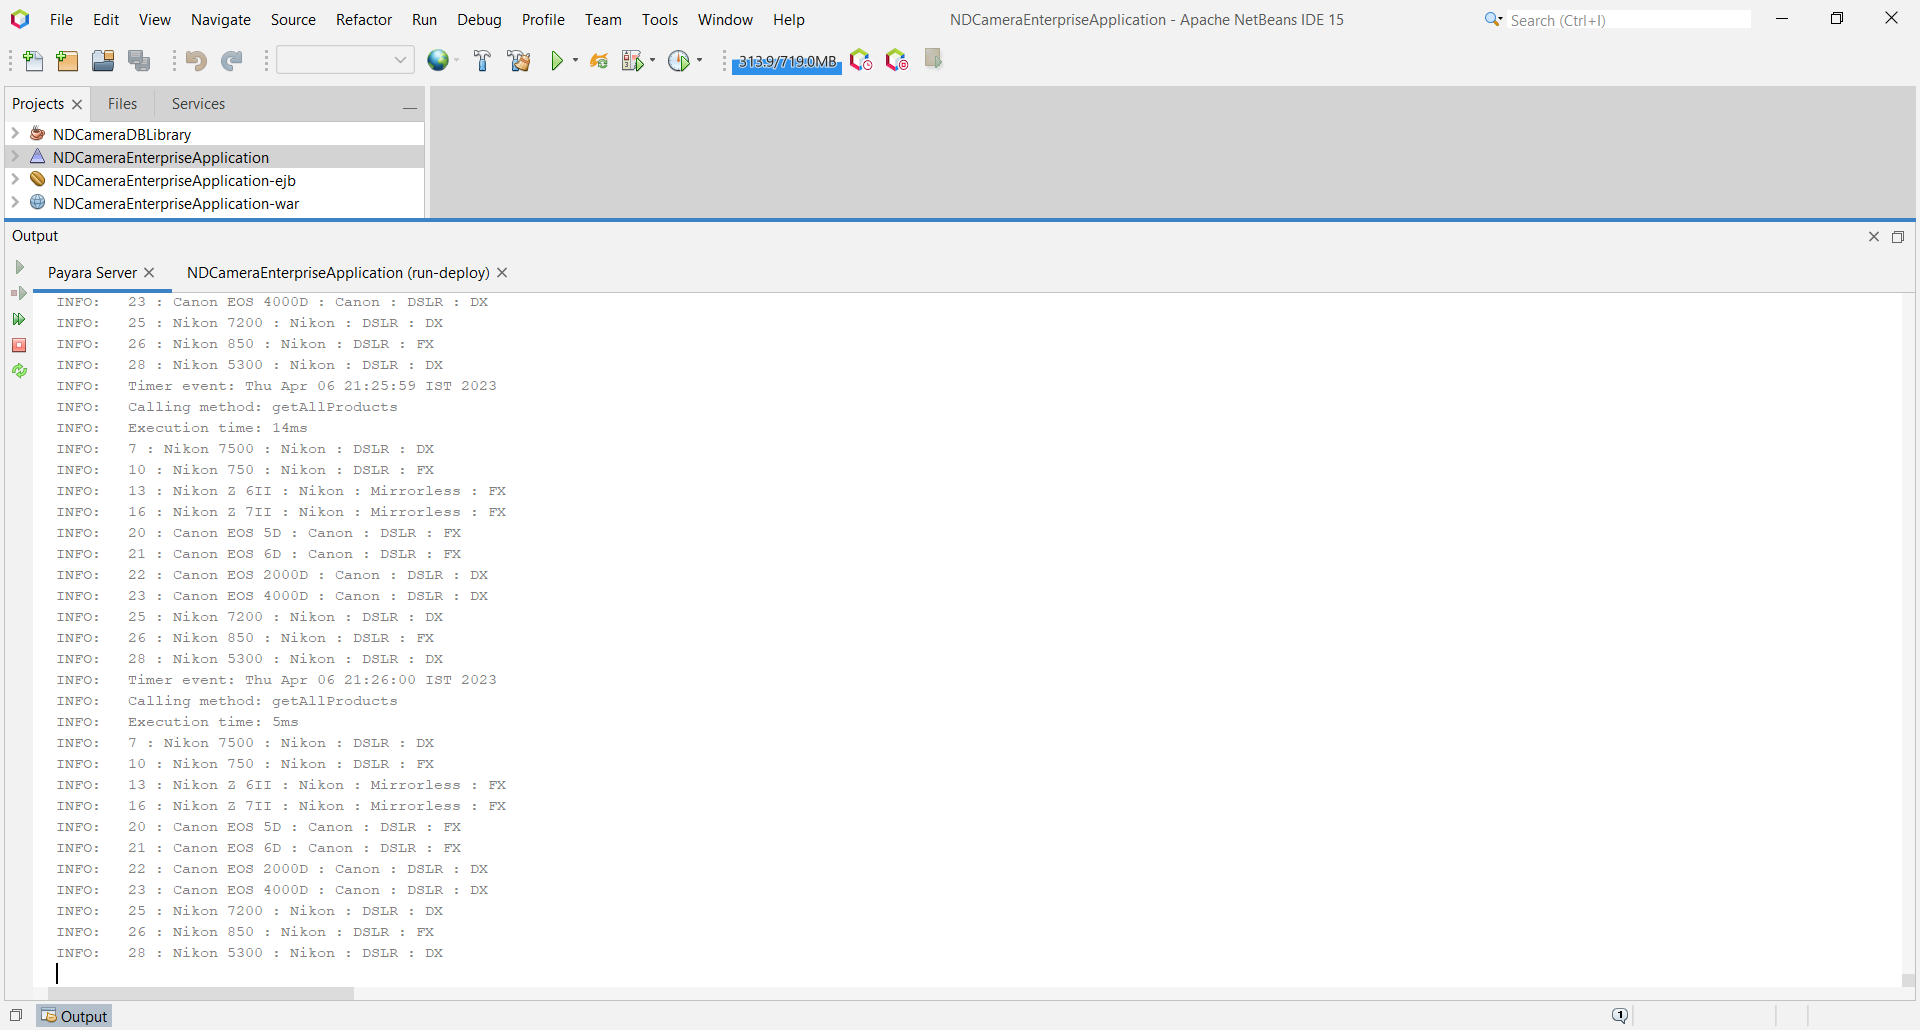 File Edit View Navigate Source Refactor Run Debug Profile Team Tools Window Help NDCameraEnterpriseApplication - Apache NetBeans IDE 15 Search (Ctrl+I)
313.9/719.0MB
Projects Files Services
NDCameraDBLibrary
NDCameraEnterpriseApplication
NDCameraEnterpriseApplication-ejb
NDCameraEnterpriseApplication-war
Output
Payara Server NDCameraEnterpriseApplication (run-deploy)
INFO: 23 : Canon EOS 4000D : Canon : DSLR : DX
INFO: 25 : Nikon 7200 : Nikon : DSLR : DX
INFO: 26 : Nikon 850 : Nikon : DSLR : FX
INFO: 28 : Nikon 5300 : Nikon : DSLR : DX
INFO: Timer event: Thu Apr 06 21:25:59 IST 2023
INFO: Calling method: getAllProducts
INFO: Execution time: 14ms
INFO: 7 : Nikon 7500 : Nikon : DSLR : DX
INFO: 10 : Nikon 750 : Nikon : DSLR : FX
INFO: 13 : Nikon Z 6II : Nikon : Mirrorless : FX
INFO: 16 : Nikon Z 7II : Nikon : Mirrorless : FX
INFO: 20 : Canon EOS 5D : Canon : DSLR : FX
INFO: 21 : Canon EOS 6D : Canon : DSLR : FX
INFO: 22 : Canon EOS 2000D : Canon : DSLR : DX
INFO: 23 : Canon EOS 4000D : Canon : DSLR : DX
INFO: 25 : Nikon 7200 : Nikon : DSLR : DX
INFO: 26 : Nikon 850 : Nikon : DSLR : FX
INFO: 28 : Nikon 5300 : Nikon : DSLR : DX
INFO: Timer event: Thu Apr 06 21:26:00 IST 2023
INFO: Calling method: getAllProducts
INFO: Execution time: 5ms
INFO: 7 : Nikon 7500 : Nikon : DSLR : DX
INFO: 10 : Nikon 750 : Nikon : DSLR : FX
INFO: 13 : Nikon Z 6II : Nikon : Mirrorless : FX
INFO: 16 : Nikon Z 7II : Nikon : Mirrorless : FX
INFO: 20 : Canon EOS 5D : Canon : DSLR : FX
INFO: 21 : Canon EOS 6D : Canon : DSLR : FX
INFO: 22 : Canon EOS 2000D : Canon : DSLR : DX
INFO: 23 : Canon EOS 4000D : Canon : DSLR : DX
INFO: 25 : Nikon 7200 : Nikon : DSLR : DX
INFO: 26 : Nikon 850 : Nikon : DSLR : FX
INFO: 28 : Nikon 5300 : Nikon : DSLR : DX
Output 1